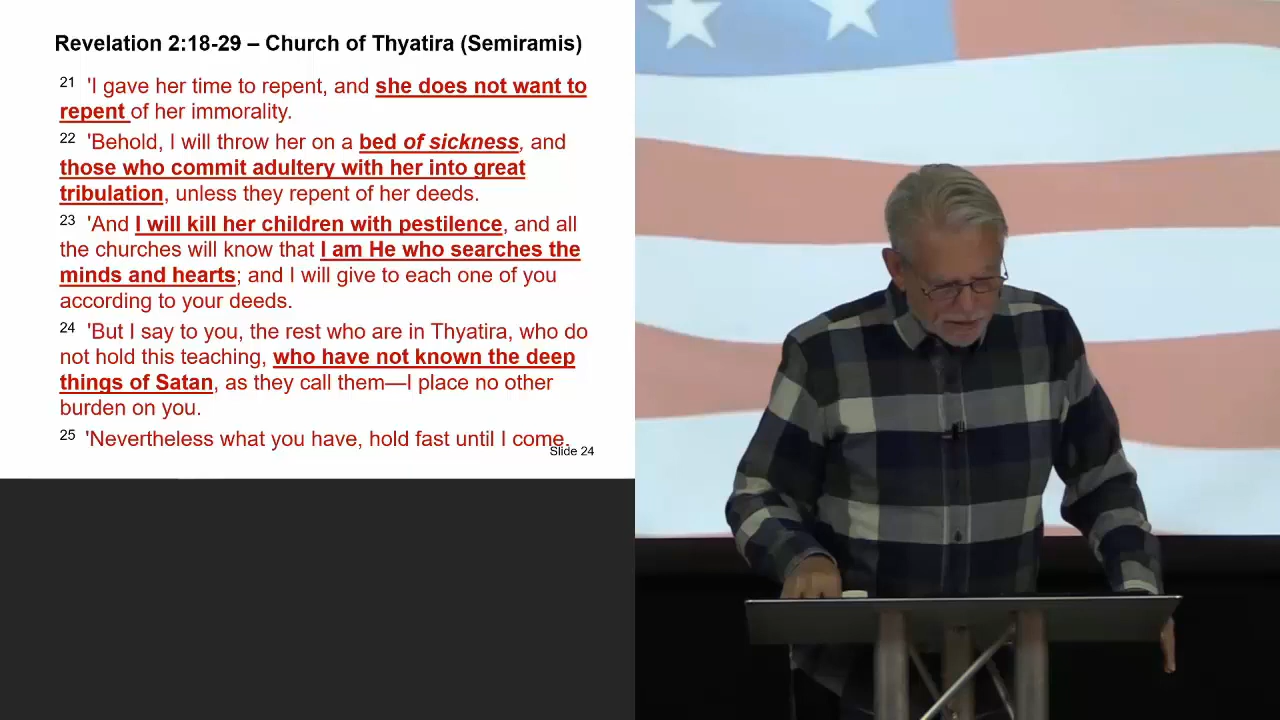 Revelation 2:18-29 – Church of Thyatira (Semiramis)
21 'I gave her time to repent, and she does not want to
repent of her immorality.
22 'Behold, I will throw her on a bed of sickness, and
those who commit adultery with her into great
tribulation, unless they repent of her deeds.
23 'And I will kill her children with pestilence, and all
the churches will know that I am He who searches the
minds and hearts; and I will give to each one of you
according to your deeds.
24 'But I say to you, the rest who are in Thyatira, who do
not hold this teaching, who have not known the deep
things of Satan, as they call them—I place no other
burden on you.
25 'Nevertheless what you have, hold fast until I come.
Slide 24